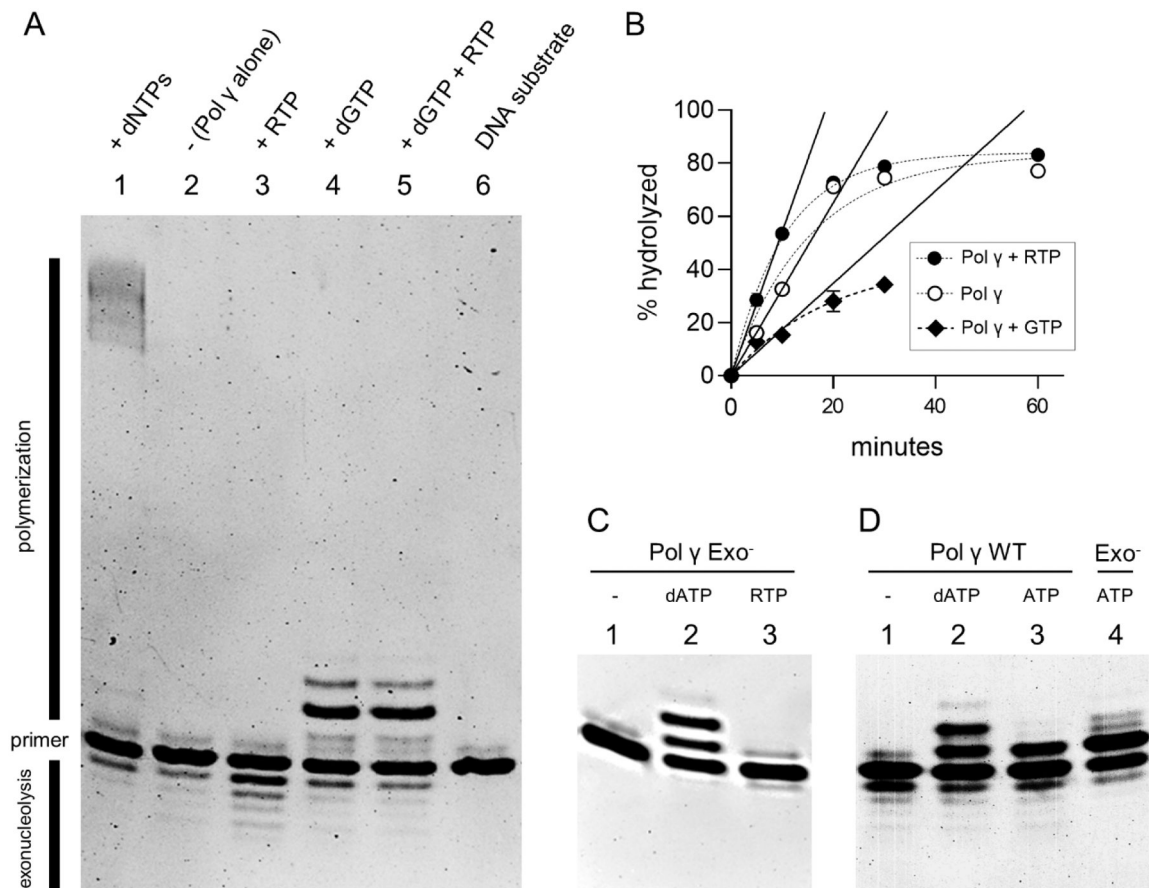 A
+ dNTPs
- (Pol γ alone)
+ RTP
+ dGTP
+ dGTP + RTP
DNA substrate
1 2 3 4 5 6
polymerization
primer
exonucleolysis
B
100
80
60
40
20
0
% hydrolyzed
0 20 40 60
minutes
Pol γ + RTP
Pol γ
Pol γ + GTP
C
Pol γ Exo⁻
- dATP RTP
1 2 3
D
Pol γ WT Exo⁻
- dATP ATP ATP
1 2 3 4